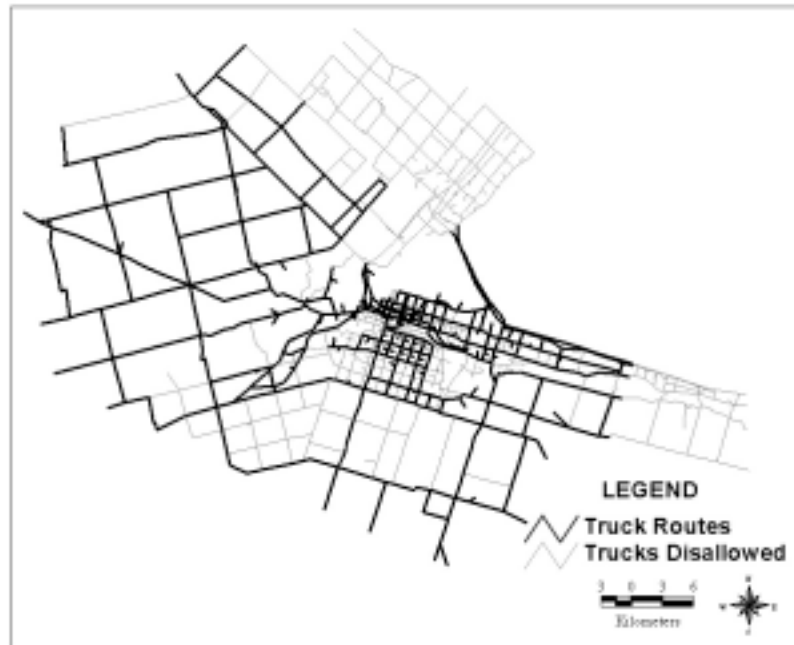 LEGEND
Truck Routes
Trucks Disallowed
3 0 3 6
Kilometers
N
W E
S